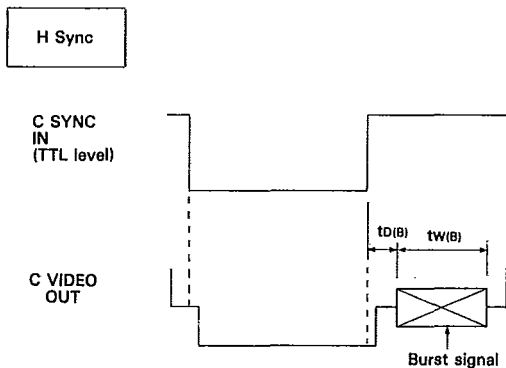 H Sync
C SYNC
IN
(TTL level)
tD(B)
tW(B)
C VIDEO
OUT
Burst signal